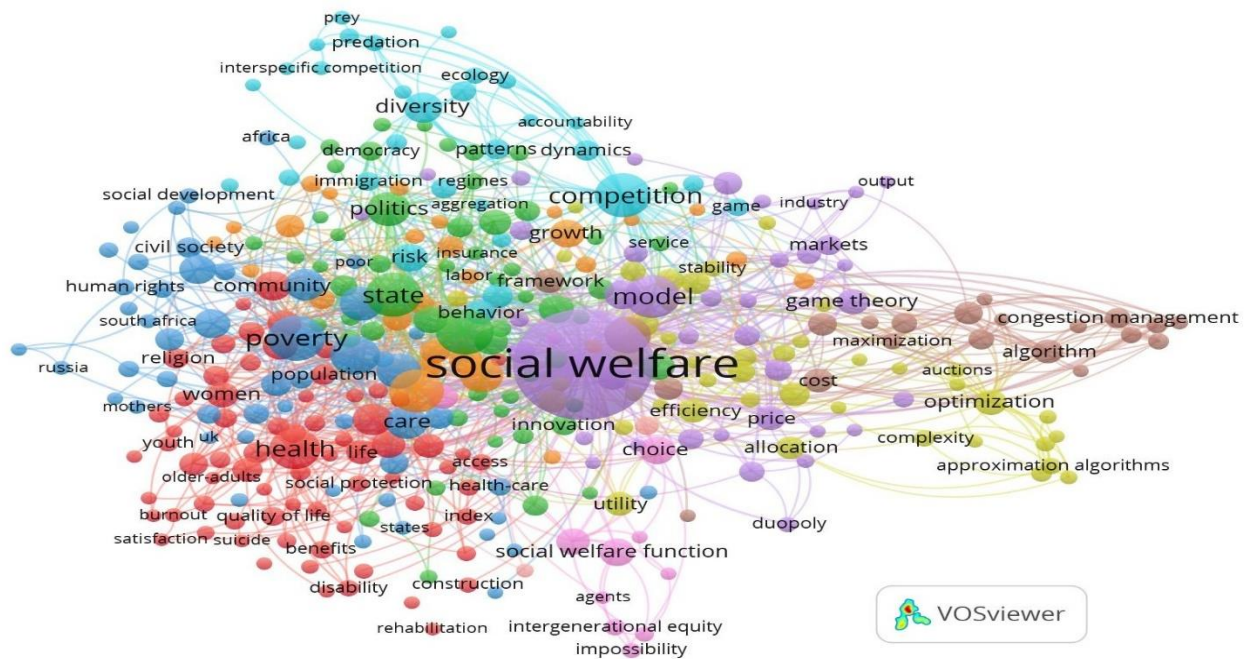 prey
predation
interspecific competition
ecology
diversity
accountability
africa
democracy
patterns
dynamics
social development
immigration
regimes
output
politics
aggregation
competition
game
industry
civil society
poor
risk
insurance
growth
service
markets
human rights
community
labor
framework
stability
state
model
game theory
behavior
south africa
poverty
congestion management
maximization
algorithm
religion
russia
population
social welfare
cost
auctions
women
mothers
care
innovation
efficiency
price
optimization
youth
uk
health
life
choice
allocation
complexity
older-adults
access
approximation algorithms
social protection
health-care
utility
burnout
quality of life
index
duopoly
satisfaction
suicide
benefits
states
social welfare function
disability
construction
agents
rehabilitation
intergenerational equity
impossibility
VOSviewer